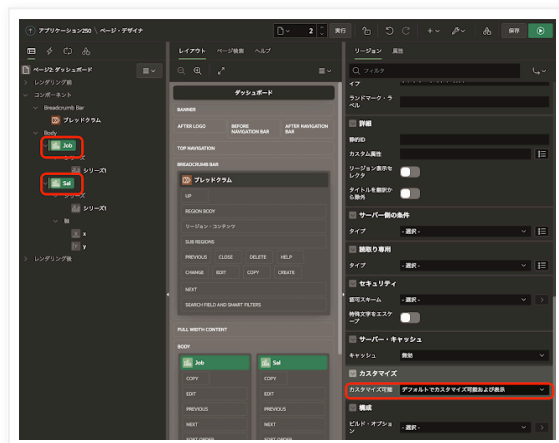 アプリケーション250 \ ページ・デザイナ
2
実行
保存
レイアウト
ページ検索
ヘルプ
リージョン
属性
ページ2: ダッシュボード
レンダリング前
コンポーネント
Breadcrumb Bar
ブレッドクラム
Body
Job
シリーズ
シリーズ1
Sal
シリーズ
シリーズ1
軸
x
y
レンダリング後
ダッシュボード
BANNER
AFTER LOGO
BEFORE NAVIGATION BAR
AFTER NAVIGATION BAR
TOP NAVIGATION
BREADCRUMB BAR
ブレッドクラム
UP
REGION BODY
リージョン・コンテンツ
SUB REGIONS
PREVIOUS
CLOSE
DELETE
HELP
CHANGE
EDIT
COPY
CREATE
NEXT
SEARCH FIELD AND SMART FILTERS
FULL WIDTH CONTENT
BODY
Job
Sal
COPY
COPY
EDIT
EDIT
PREVIOUS
PREVIOUS
NEXT
NEXT
SORT ORDER
SORT ORDER
フィルタ
イプ
ランドマーク・ラベル
詳細
静的ID
カスタム属性
リージョン表示セレクタ
タイトルを翻訳から除外
サーバー側の条件
タイプ
- 選択 -
読取り専用
タイプ
- 選択 -
セキュリティ
認可スキーム
- 選択 -
特殊文字をエスケープ
サーバー・キャッシュ
キャッシュ
無効
カスタマイズ
カスタマイズ可能
デフォルトでカスタマイズ可能および表示
構成
ビルド・オプション
- 選択 -